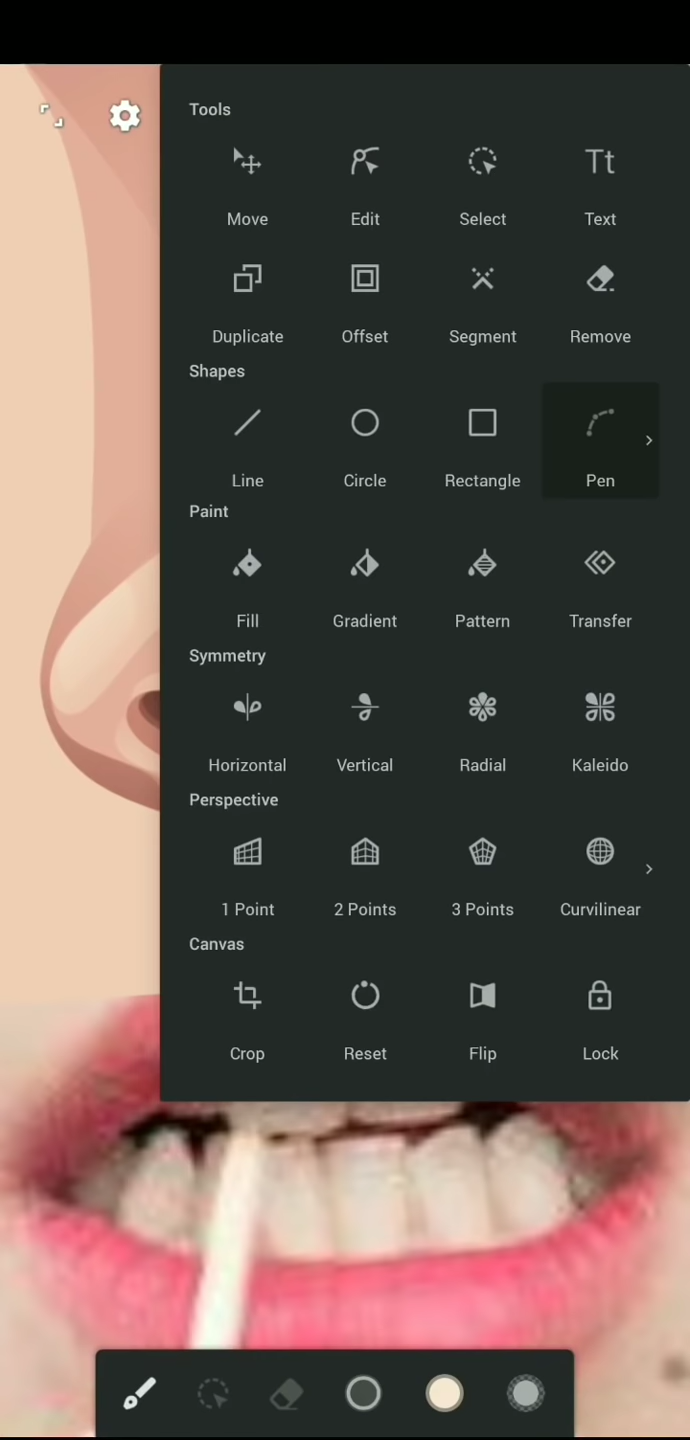 Tools
Move Edit Select Text
Duplicate Offset Segment Remove
Shapes
Line Circle Rectangle Pen
Paint
Fill Gradient Pattern Transfer
Symmetry
Horizontal Vertical Radial Kaleido
Perspective
1 Point 2 Points 3 Points Curvilinear
Canvas
Crop Reset Flip Lock